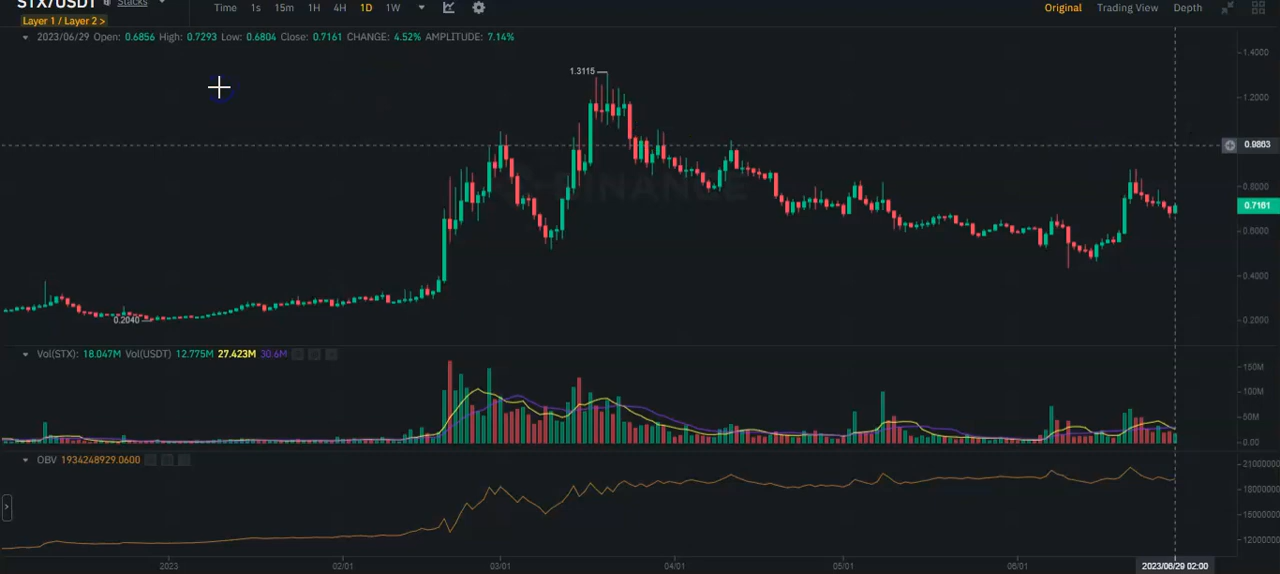 STX/USDT Stacks Time 1s 15m 1H 4H 1D 1W Original Trading View Depth
Layer 1 / Layer 2 >
2023/06/29 Open: 0.6856 High: 0.7293 Low: 0.6804 Close: 0.7161 CHANGE: 4.52% AMPLITUDE: 7.14%
1.4000
1.3115
1.2000
0.9863
BINANCE
0.8000
0.7161
0.6000
0.4000
0.2040
0.2000
Vol(STX): 18.047M Vol(USDT) 12.775M 27.423M 30.6M
150M
100M
50M
0.00
OBV 1934248929.0600
21000000
18000000
15000000
12000000
2023 02/01 03/01 04/01 05/01 06/01 2023/06/29 02:00